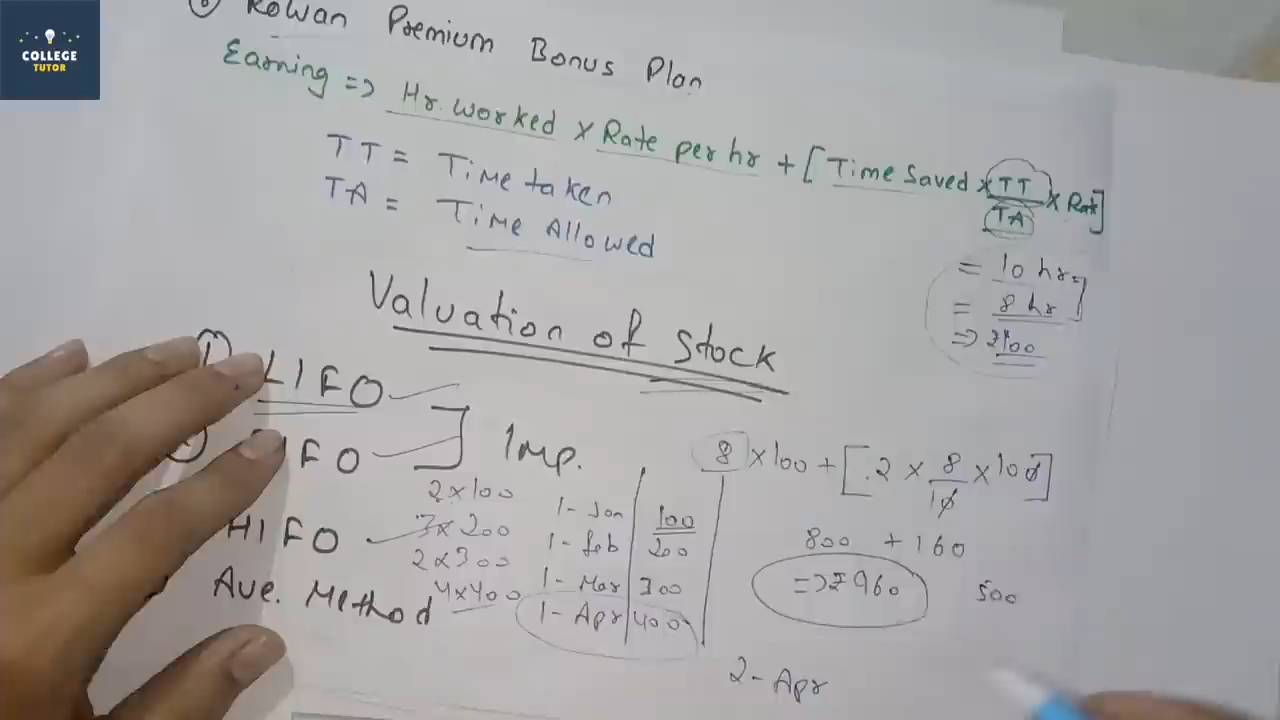 COLLEGE
TUTOR
Rowan Premium Bonus Plan
Earning => Hr. worked x Rate per hr + [Time Saved x TT/TA x Rate]
TT = Time taken
TA = Time Allowed
= 10 hr
= 8 hr
=> ₹100
Valuation of Stock
LIFO
FIFO
Imp.
HIFO
Ave. Method
2x100
3x200
2x300
4x400
1-Jan 100
1-Feb 200
1-Mar 300
1-Apr 400
8 x 100 + [2 x 8/10 x 100]
800 + 160
=> ₹960
500
2-Apr